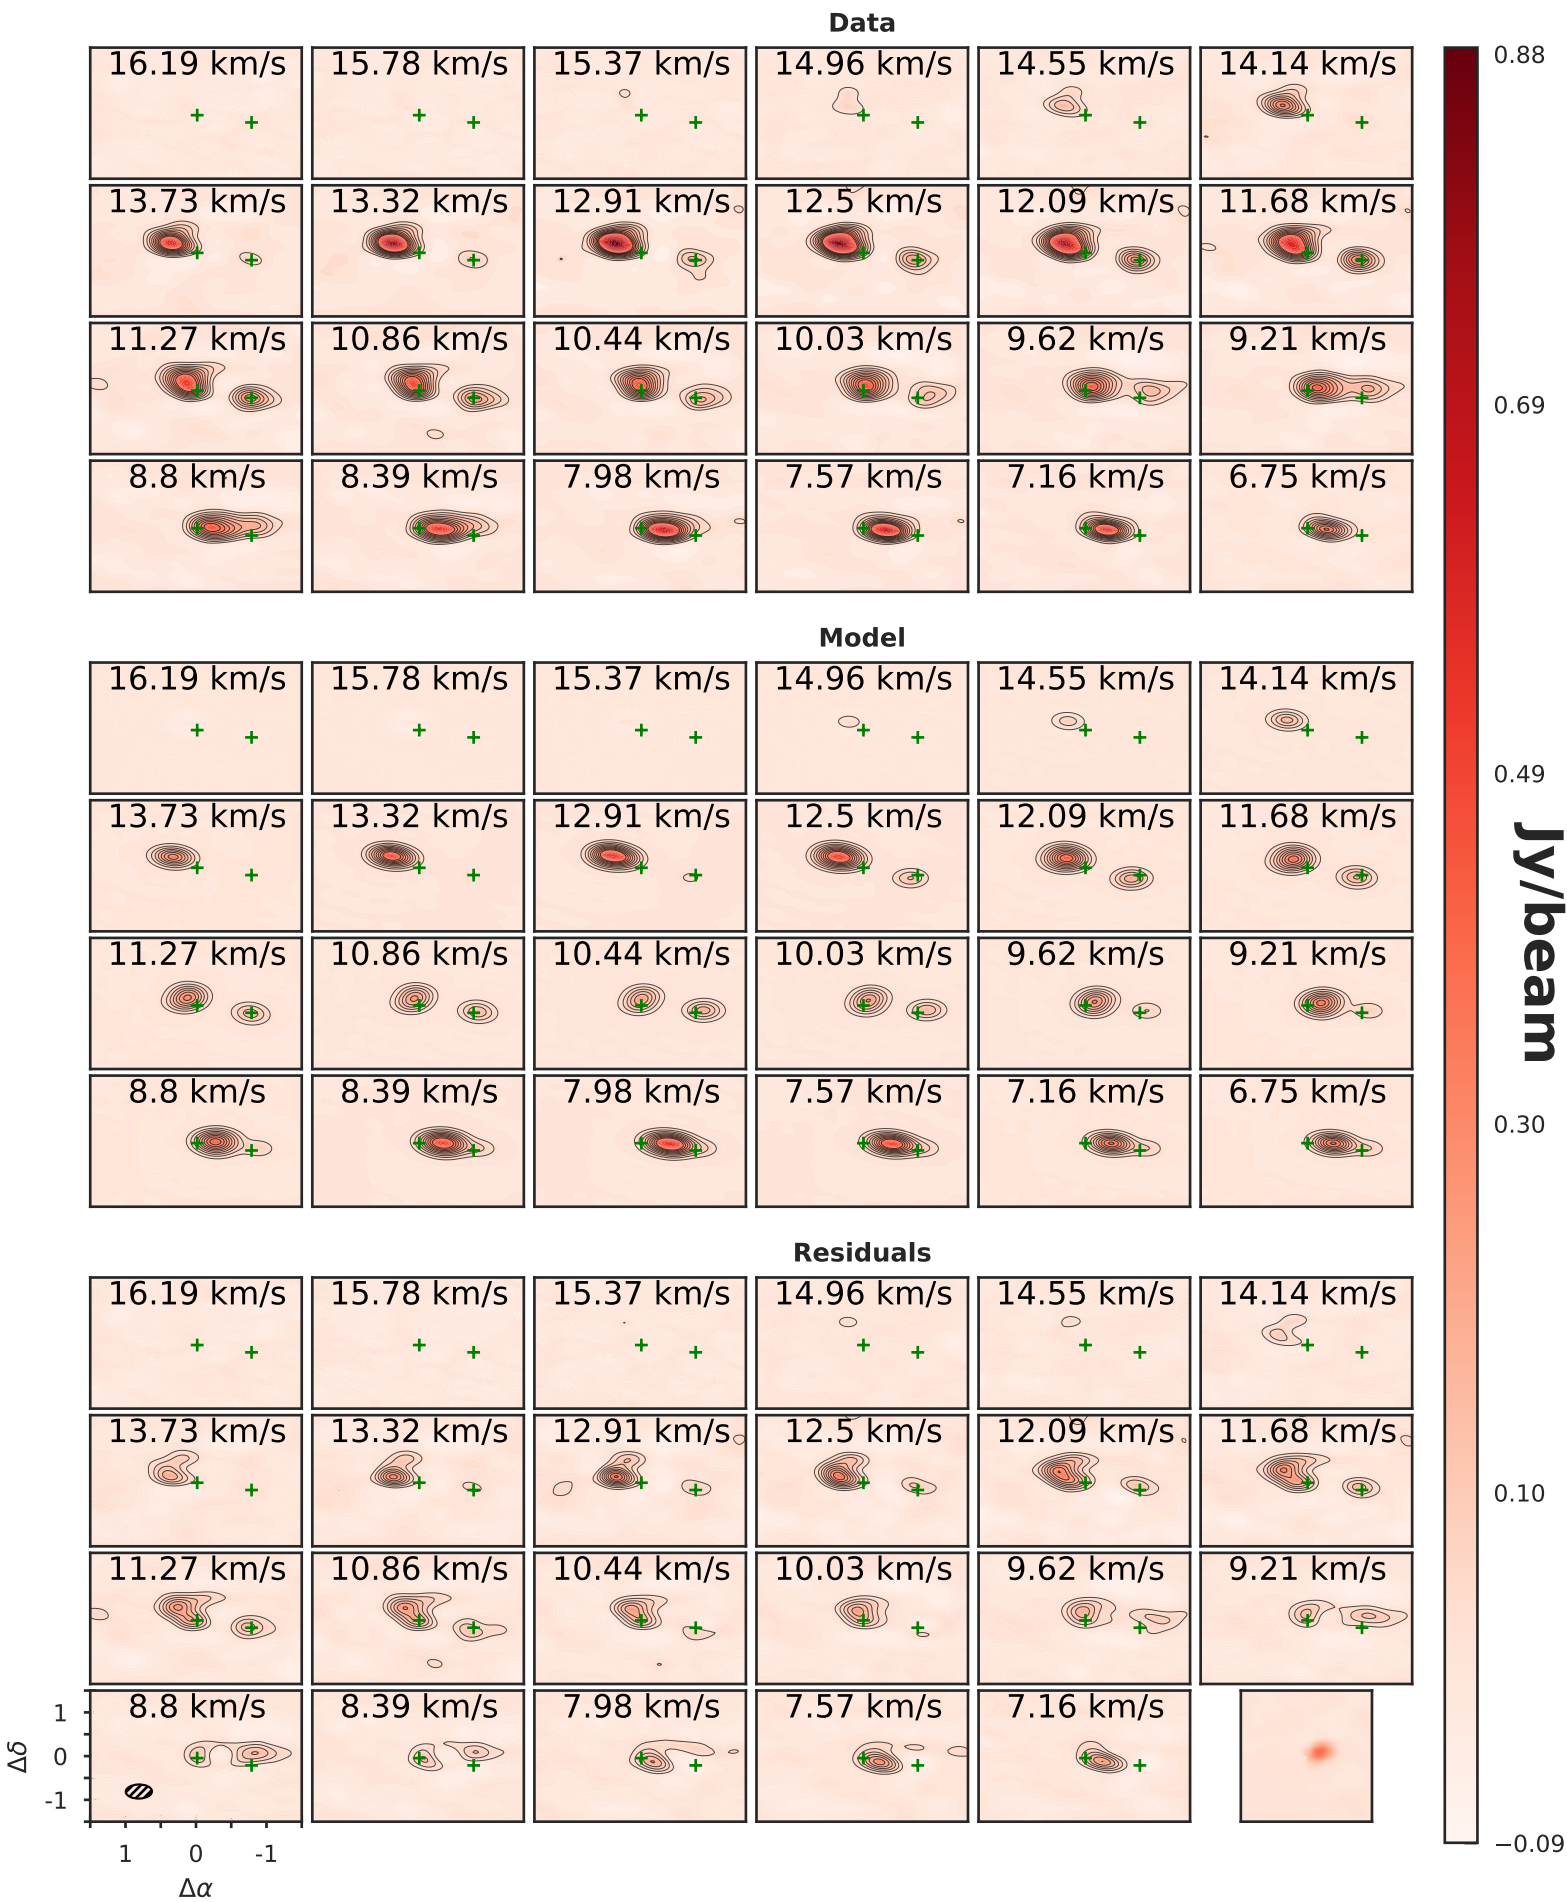 Data
16.19 km/s 15.78 km/s 15.37 km/s 14.96 km/s 14.55 km/s 14.14 km/s
13.73 km/s 13.32 km/s 12.91 km/s 12.5 km/s 12.09 km/s 11.68 km/s
11.27 km/s 10.86 km/s 10.44 km/s 10.03 km/s 9.62 km/s 9.21 km/s
8.8 km/s 8.39 km/s 7.98 km/s 7.57 km/s 7.16 km/s 6.75 km/s
Model
16.19 km/s 15.78 km/s 15.37 km/s 14.96 km/s 14.55 km/s 14.14 km/s
13.73 km/s 13.32 km/s 12.91 km/s 12.5 km/s 12.09 km/s 11.68 km/s
11.27 km/s 10.86 km/s 10.44 km/s 10.03 km/s 9.62 km/s 9.21 km/s
8.8 km/s 8.39 km/s 7.98 km/s 7.57 km/s 7.16 km/s 6.75 km/s
Residuals
16.19 km/s 15.78 km/s 15.37 km/s 14.96 km/s 14.55 km/s 14.14 km/s
13.73 km/s 13.32 km/s 12.91 km/s 12.5 km/s 12.09 km/s 11.68 km/s
11.27 km/s 10.86 km/s 10.44 km/s 10.03 km/s 9.62 km/s 9.21 km/s
8.8 km/s 8.39 km/s 7.98 km/s 7.57 km/s 7.16 km/s
1
0
-1
Δδ
1 0 -1
Δα
0.88
0.69
0.49
0.30
0.10
−0.09
Jy/beam